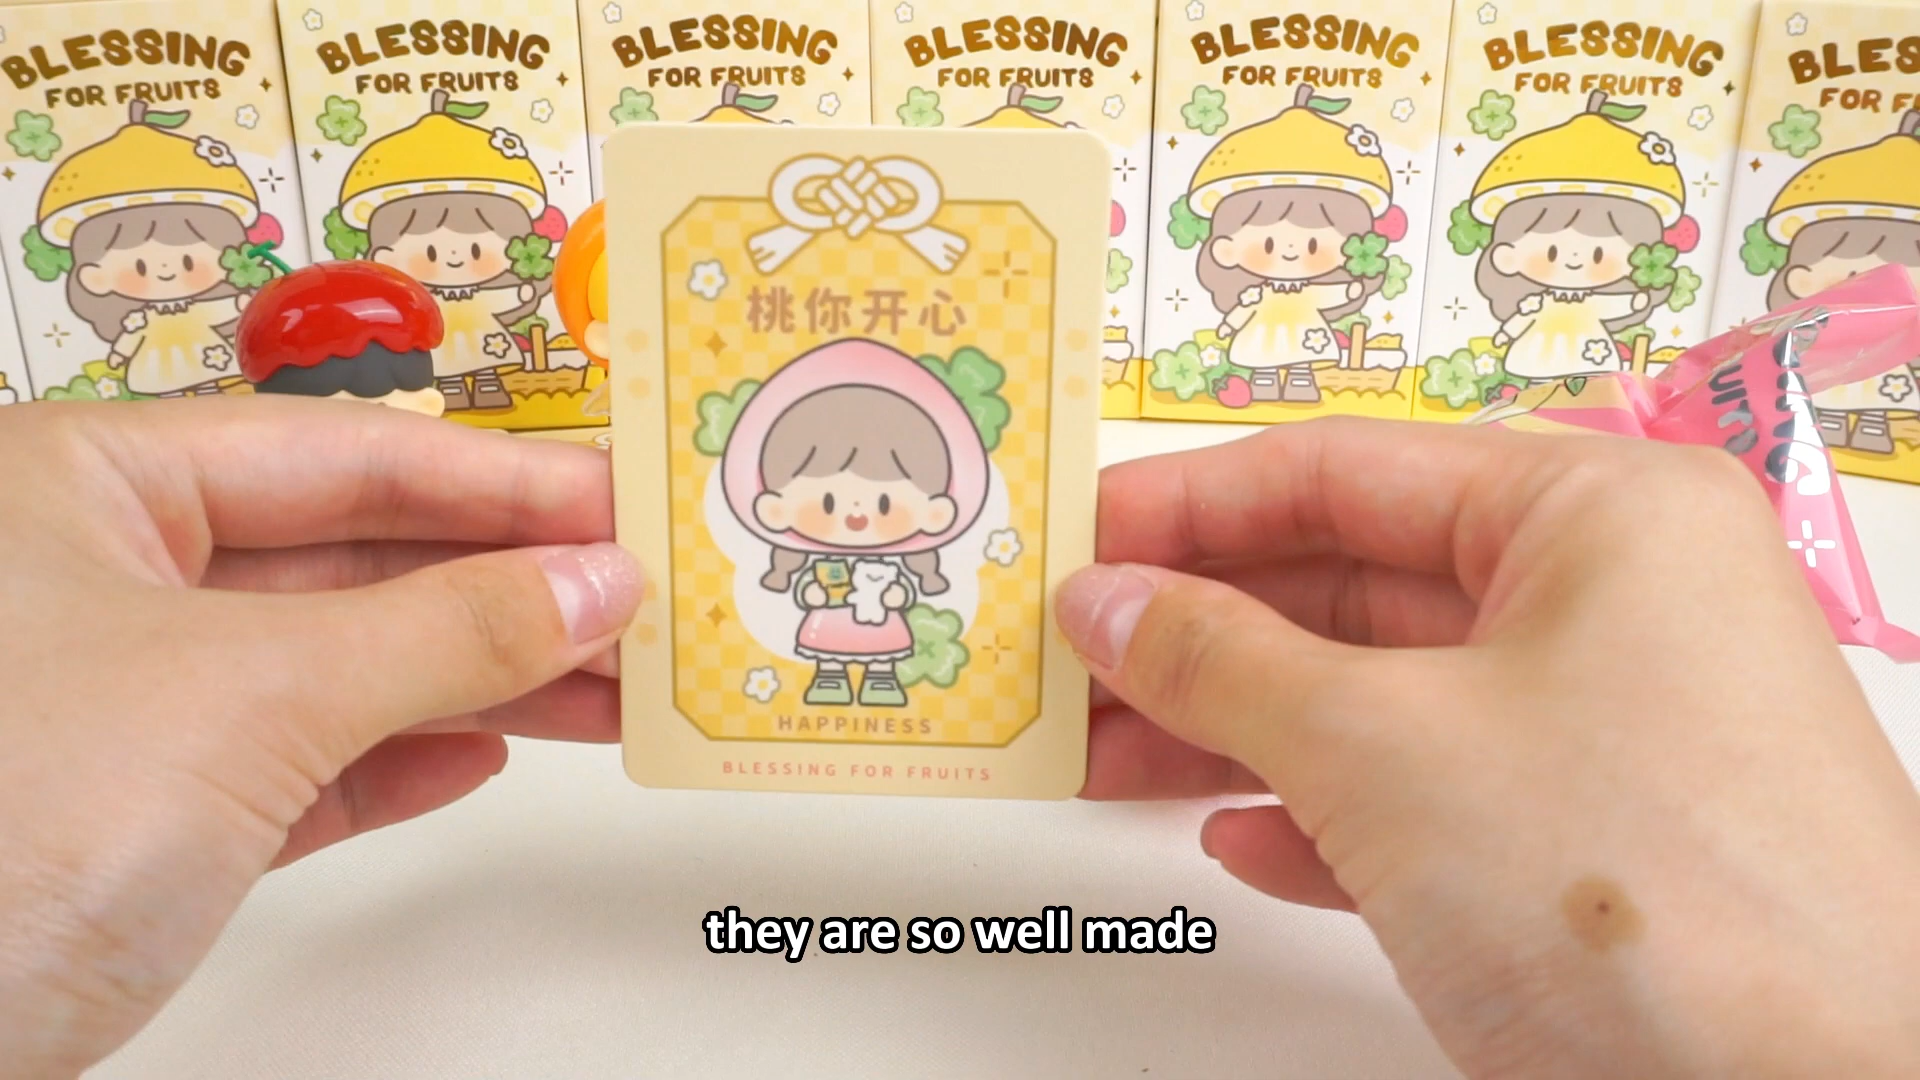 BLESSING
FOR FRUITS
BLESSING
FOR FRUITS
BLESSING
FOR FRUITS
BLESSING
FOR FRUITS
BLESSING
FOR FRUITS
BLESSING
FOR FRUITS
桃你开心
HAPPINESS
BLESSING FOR FRUITS
they are so well made